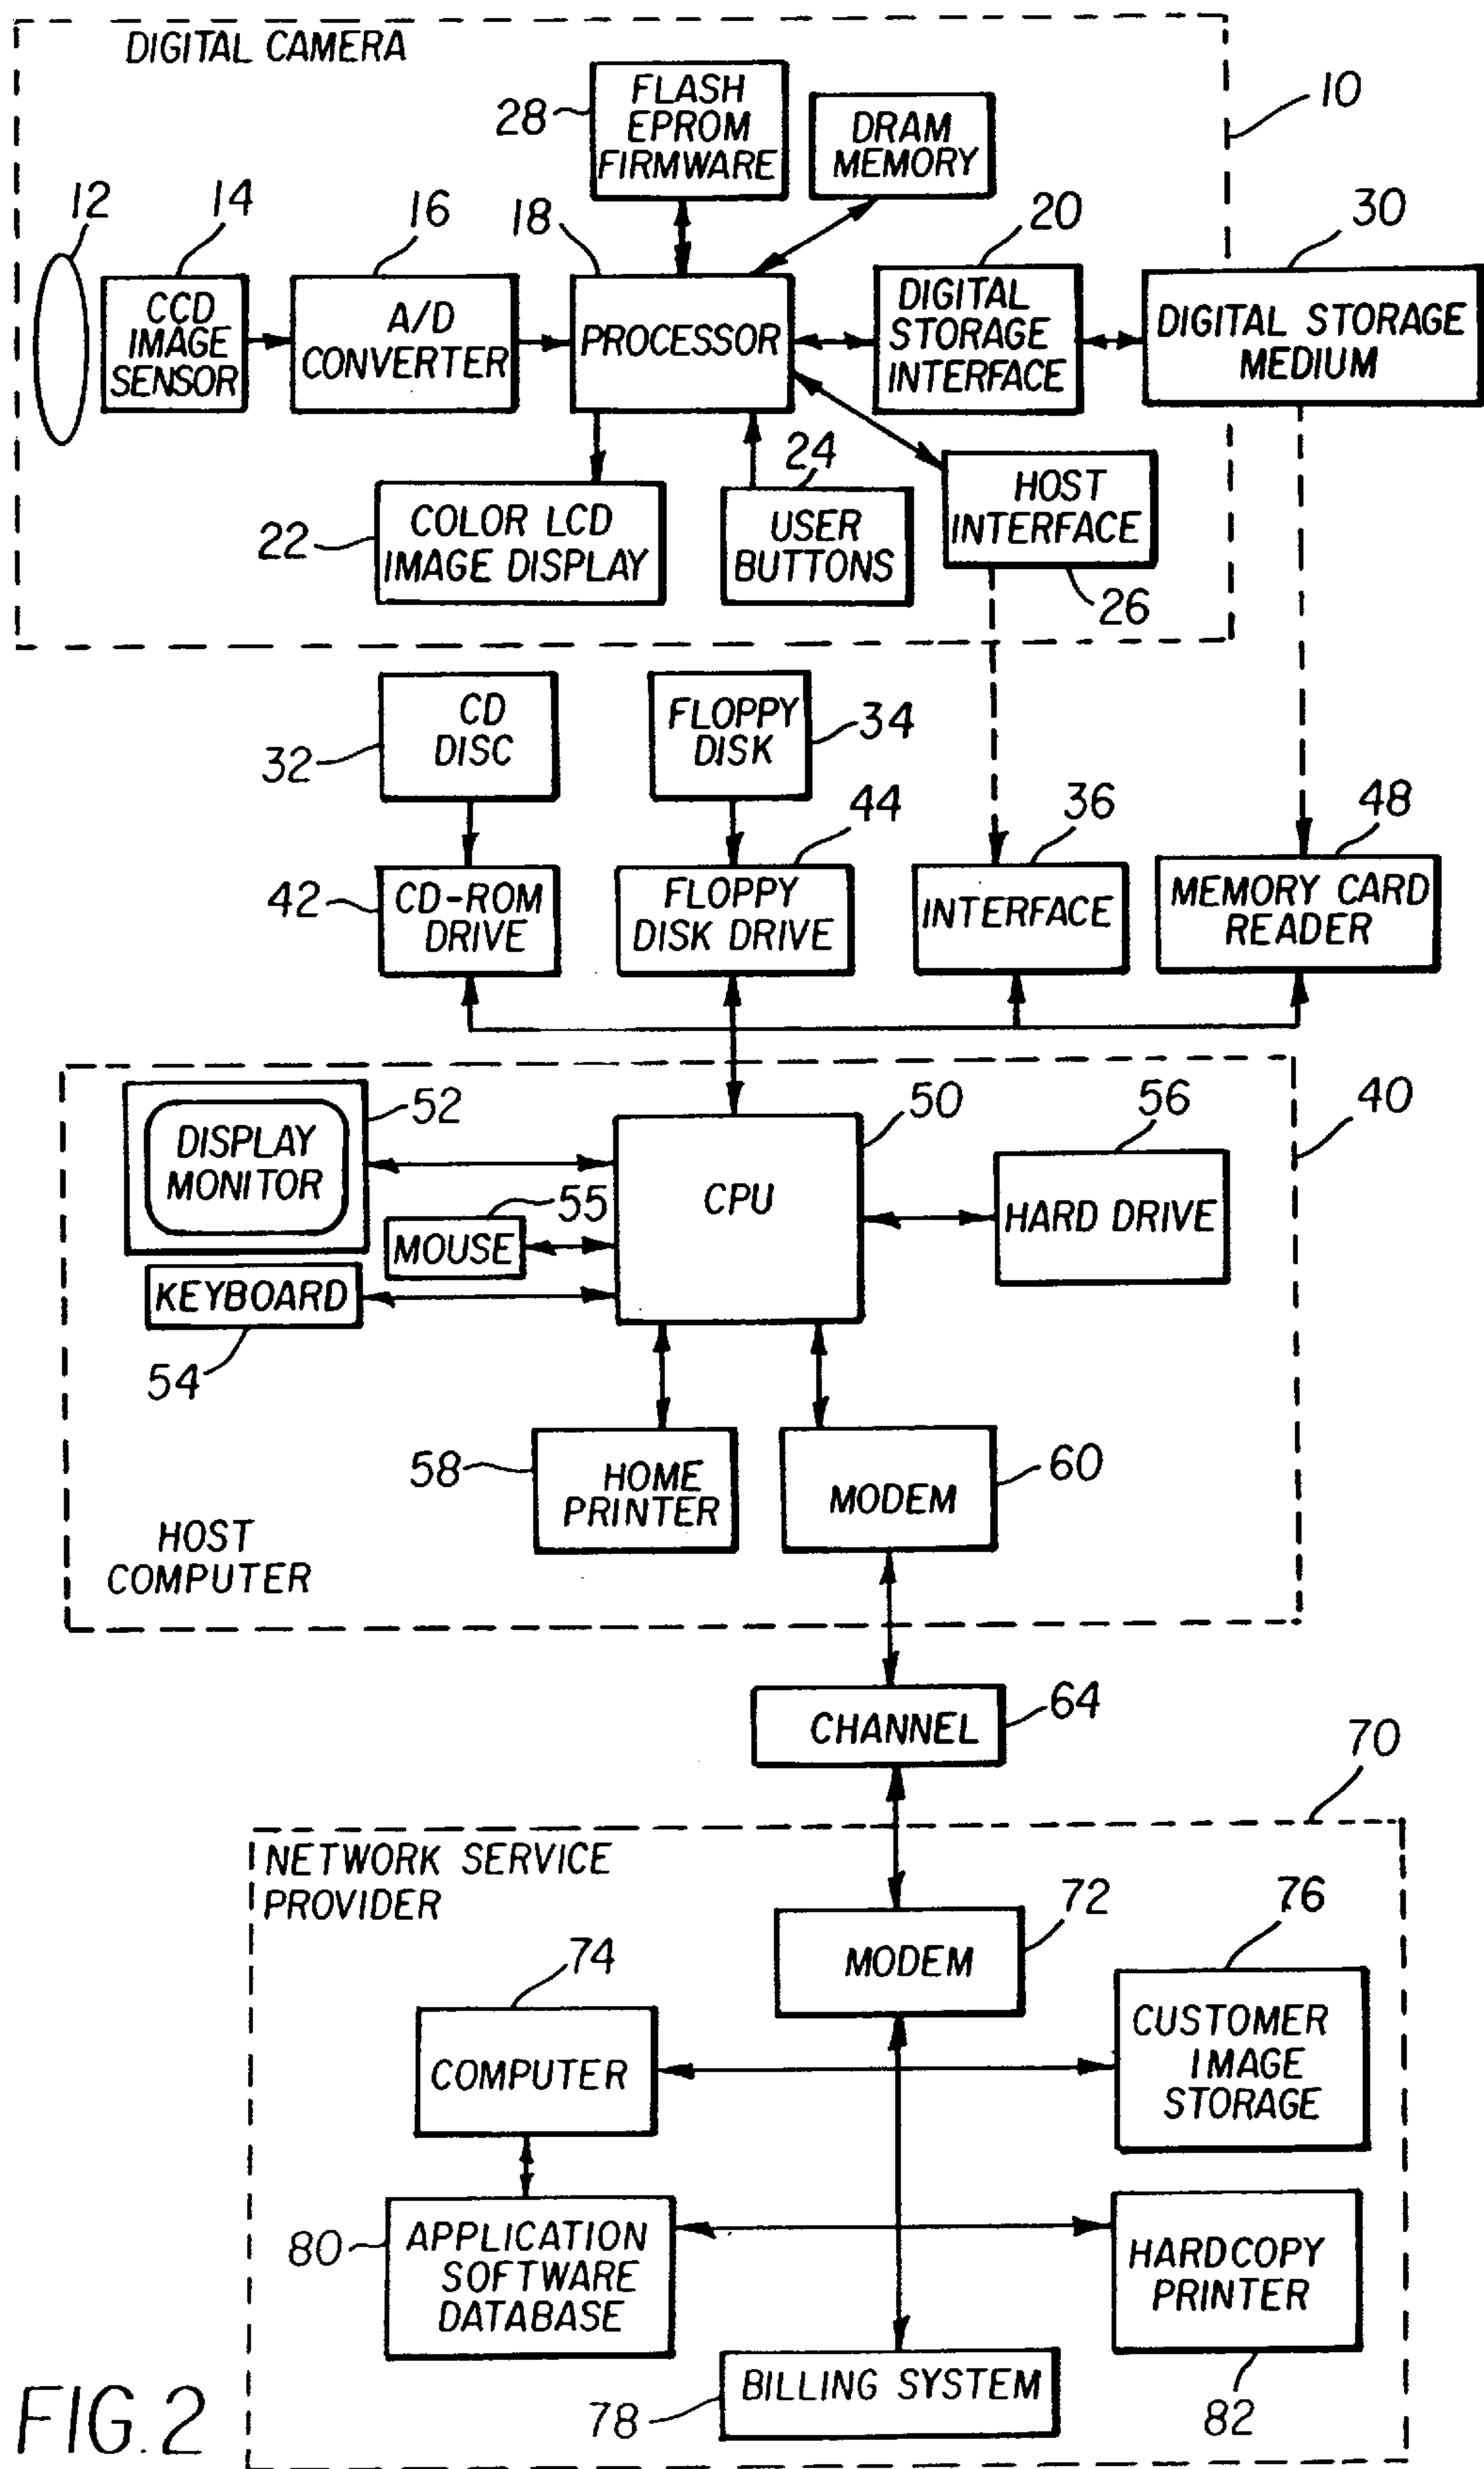 DIGITAL CAMERA
10
28
FLASH
EPROM
FIRMWARE
DRAM
MEMORY
12
14
16
18
20
30
CCD
IMAGE
SENSOR
A/D
CONVERTER
PROCESSOR
DIGITAL
STORAGE
INTERFACE
DIGITAL STORAGE
MEDIUM
22
COLOR LCD
IMAGE DISPLAY
24
USER
BUTTONS
HOST
INTERFACE
26
32
CD
DISC
FLOPPY
DISK
34
42
CD-ROM
DRIVE
44
FLOPPY
DISK DRIVE
36
INTERFACE
48
MEMORY CARD
READER
40
52
DISPLAY
MONITOR
50
CPU
56
HARD DRIVE
55
MOUSE
KEYBOARD
54
58
HOME
PRINTER
MODEM
60
HOST
COMPUTER
CHANNEL
64
70
NETWORK SERVICE
PROVIDER
72
MODEM
74
COMPUTER
76
CUSTOMER
IMAGE
STORAGE
80
APPLICATION
SOFTWARE
DATABASE
HARDCOPY
PRINTER
82
78
BILLING SYSTEM
FIG. 2